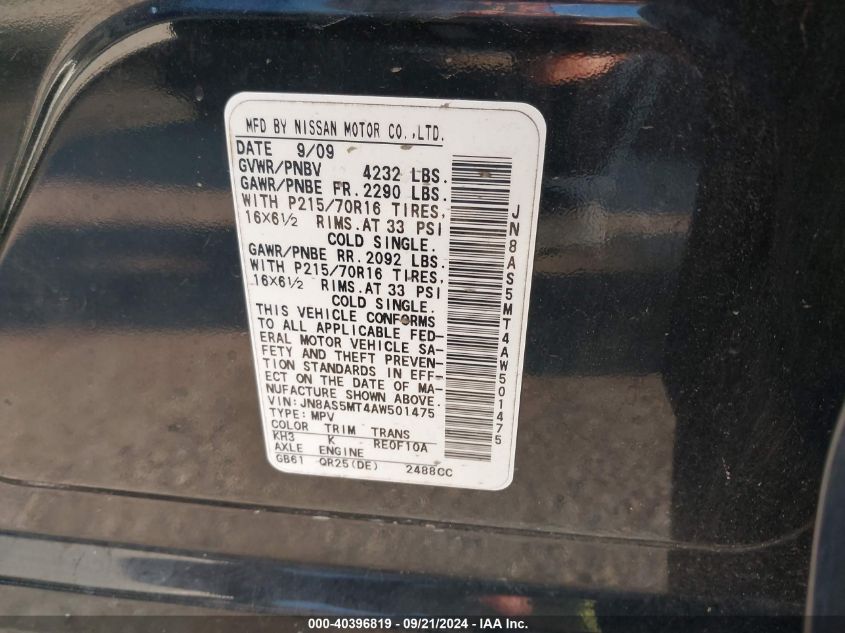 MFD BY NISSAN MOTOR CO.,LTD.
DATE 9/09
GVWR/PNBV 4232 LBS.
GAWR/PNBE FR. 2290 LBS.
WITH P215/70R16 TIRES,
16X6½ RIMS.AT 33 PSI
COLD SINGLE.
GAWR/PNBE RR. 2092 LBS.
WITH P215/70R16 TIRES,
16X6½ RIMS.AT 33 PSI
COLD SINGLE.
THIS VEHICLE CONFORMS
TO ALL APPLICABLE FED-
ERAL MOTOR VEHICLE SA-
FETY AND THEFT PREVEN-
TION STANDARDS IN EFF-
ECT ON THE DATE OF MA-
NUFACTURE SHOWN ABOVE.
VIN: JN8AS5MT4AW501475
TYPE: MPV
COLOR TRIM TRANS
KH3 K RE0F10A
AXLE ENGINE
GB61 QR25(DE) 2488CC
JN8AS5MT4AW501475
000-40396819 - 09/21/2024 - IAA Inc.